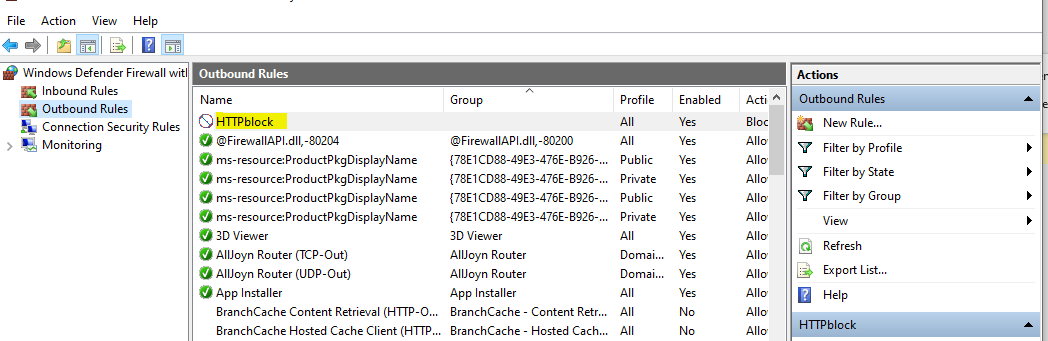 File Action View Help
Windows Defender Firewall with
Inbound Rules
Outbound Rules
Connection Security Rules
Monitoring
Outbound Rules
Name Group Profile Enabled Acti
HTTPblock All Yes Bloc
@FirewallAPI.dll,-80204 @FirewallAPI.dll,-80200 All Yes Allo
ms-resource:ProductPkgDisplayName {78E1CD88-49E3-476E-B926-... Public Yes Allo
ms-resource:ProductPkgDisplayName {78E1CD88-49E3-476E-B926-... Private Yes Allo
ms-resource:ProductPkgDisplayName {78E1CD88-49E3-476E-B926-... Public Yes Allo
ms-resource:ProductPkgDisplayName {78E1CD88-49E3-476E-B926-... Private Yes Allo
3D Viewer 3D Viewer All Yes Allo
AllJoyn Router (TCP-Out) AllJoyn Router Domai... Yes Allo
AllJoyn Router (UDP-Out) AllJoyn Router Domai... Yes Allo
App Installer App Installer All Yes Allo
BranchCache Content Retrieval (HTTP-O... BranchCache - Content Retr... All No Allo
BranchCache Hosted Cache Client (HTTP... BranchCache - Hosted Cach... All No Allo
Actions
Outbound Rules
New Rule...
Filter by Profile
Filter by State
Filter by Group
View
Refresh
Export List...
Help
HTTPblock